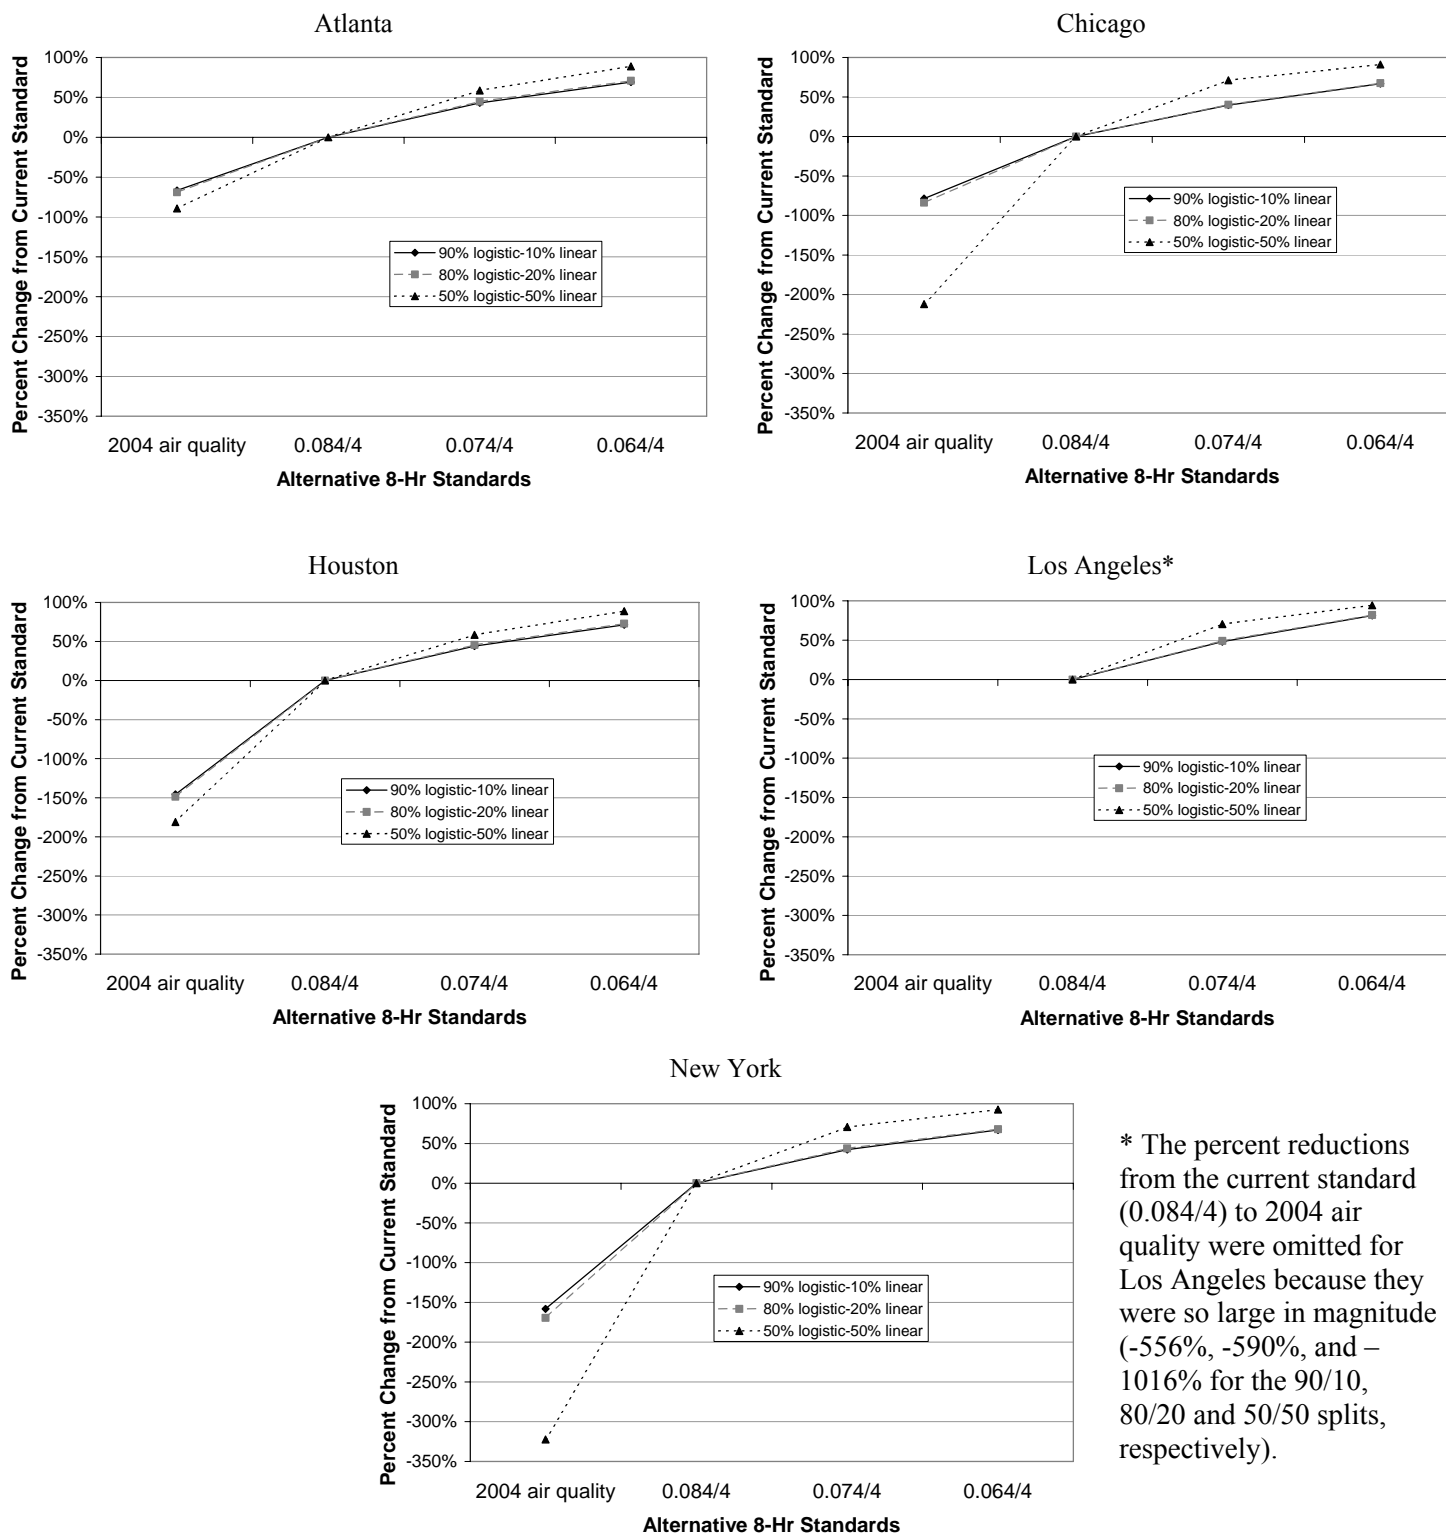 Atlanta
100%
50%
0%
-50%
-100%
-150%
-200%
-250%
-300%
-350%
Percent Change from Current Standard
90% logistic-10% linear
80% logistic-20% linear
50% logistic-50% linear
2004 air quality 0.084/4 0.074/4 0.064/4
Alternative 8-Hr Standards
Chicago
100%
50%
0%
-50%
-100%
-150%
-200%
-250%
-300%
-350%
Percent Change from Current Standard
90% logistic-10% linear
80% logistic-20% linear
50% logistic-50% linear
2004 air quality 0.084/4 0.074/4 0.064/4
Alternative 8-Hr Standards
Houston
100%
50%
0%
-50%
-100%
-150%
-200%
-250%
-300%
-350%
Percent Change from Current Standard
90% logistic-10% linear
80% logistic-20% linear
50% logistic-50% linear
2004 air quality 0.084/4 0.074/4 0.064/4
Alternative 8-Hr Standards
Los Angeles*
100%
50%
0%
-50%
-100%
-150%
-200%
-250%
-300%
-350%
Percent Change from Current Standard
90% logistic-10% linear
80% logistic-20% linear
50% logistic-50% linear
2004 air quality 0.084/4 0.074/4 0.064/4
Alternative 8-Hr Standards
New York
100%
50%
0%
-50%
-100%
-150%
-200%
-250%
-300%
-350%
Percent Change from Current Standard
90% logistic-10% linear
80% logistic-20% linear
50% logistic-50% linear
2004 air quality 0.084/4 0.074/4 0.064/4
Alternative 8-Hr Standards
* The percent reductions
from the current standard
(0.084/4) to 2004 air
quality were omitted for
Los Angeles because they
were so large in magnitude
(-556%, -590%, and –
1016% for the 90/10,
80/20 and 50/50 splits,
respectively).